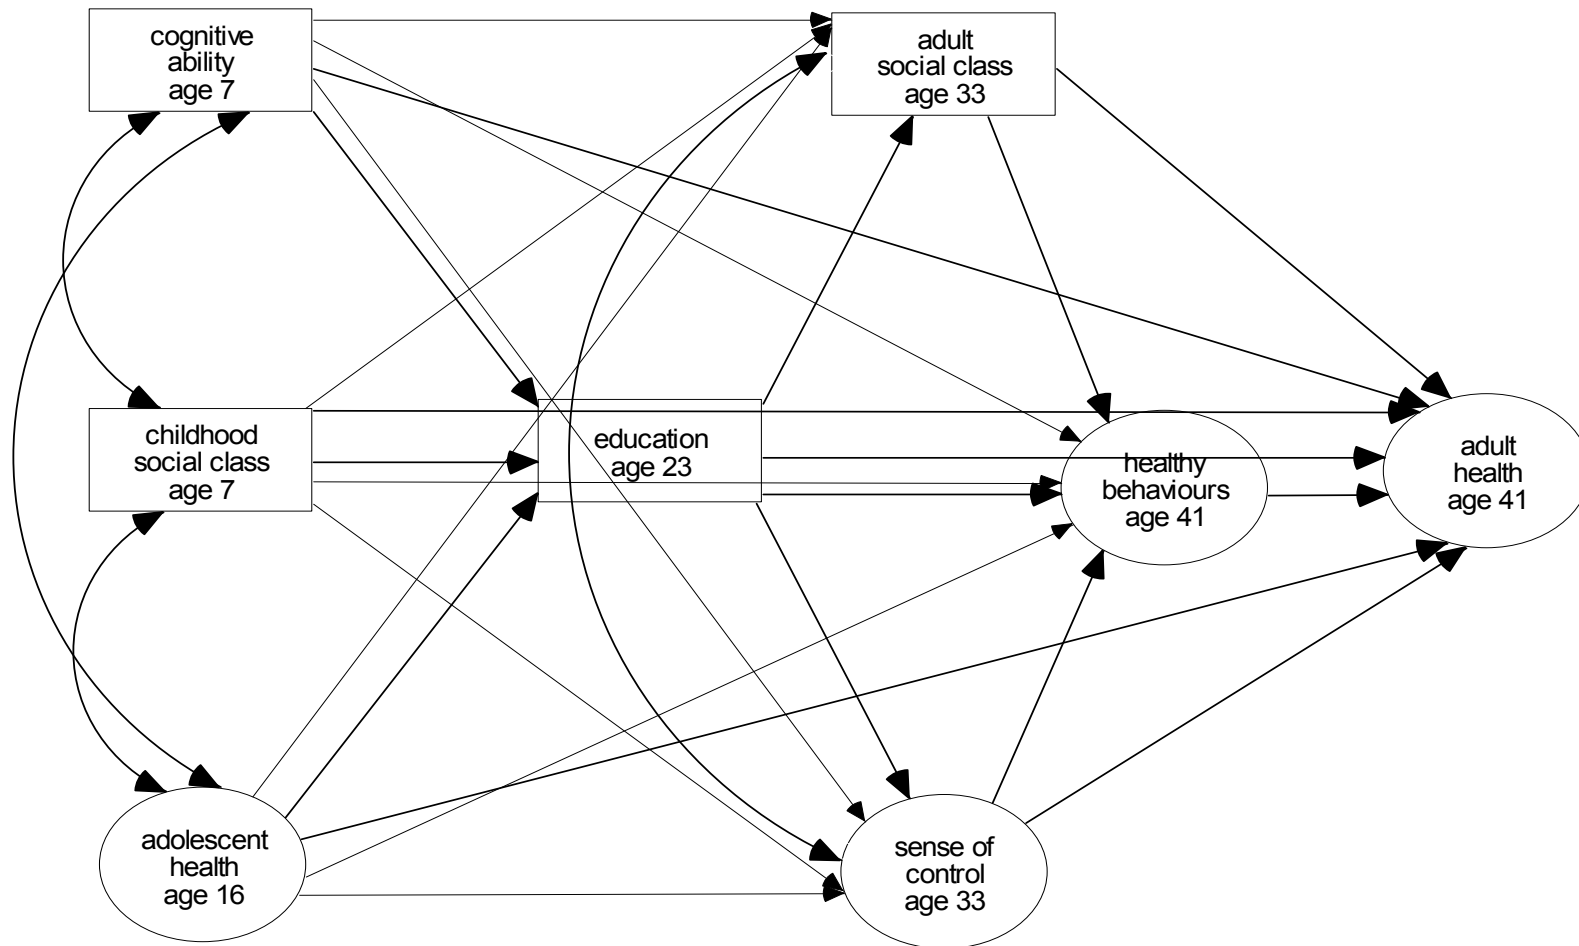 cognitive
ability
age 7
adult
social class
age 33
childhood
social class
age 7
education
age 23
healthy
behaviours
age 41
adult
health
age 41
adolescent
health
age 16
sense of
control
age 33